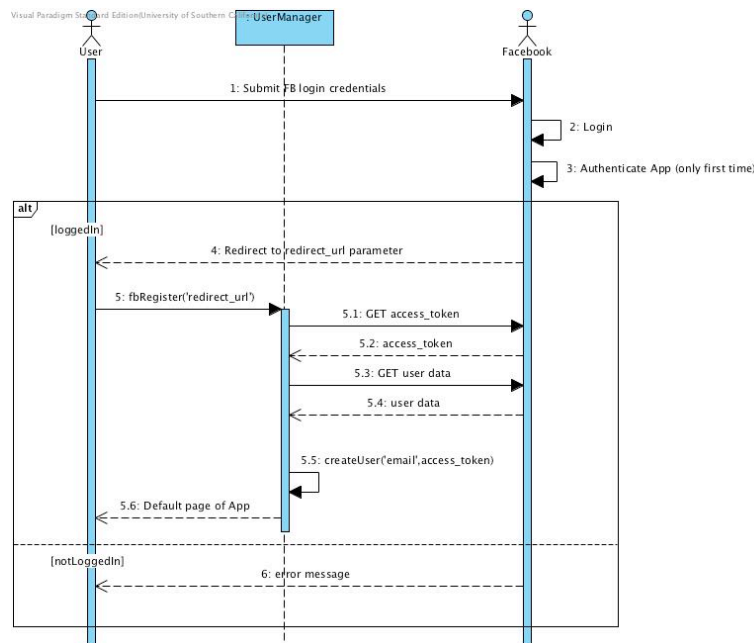 Visual Paradigm Standard Edition(University of Southern
: UserManager
User
Facebook
1: Submit FB login credentials
2: Login
3: Authenticate App (only first time)
alt
[loggedIn]
4: Redirect to redirect_url parameter
5: fbRegister('redirect_url')
5.1: GET access_token
5.2: access_token
5.3: GET user data
5.4: user data
5.5: createUser('email',access_token)
5.6: Default page of App
[notLoggedIn]
6: error message